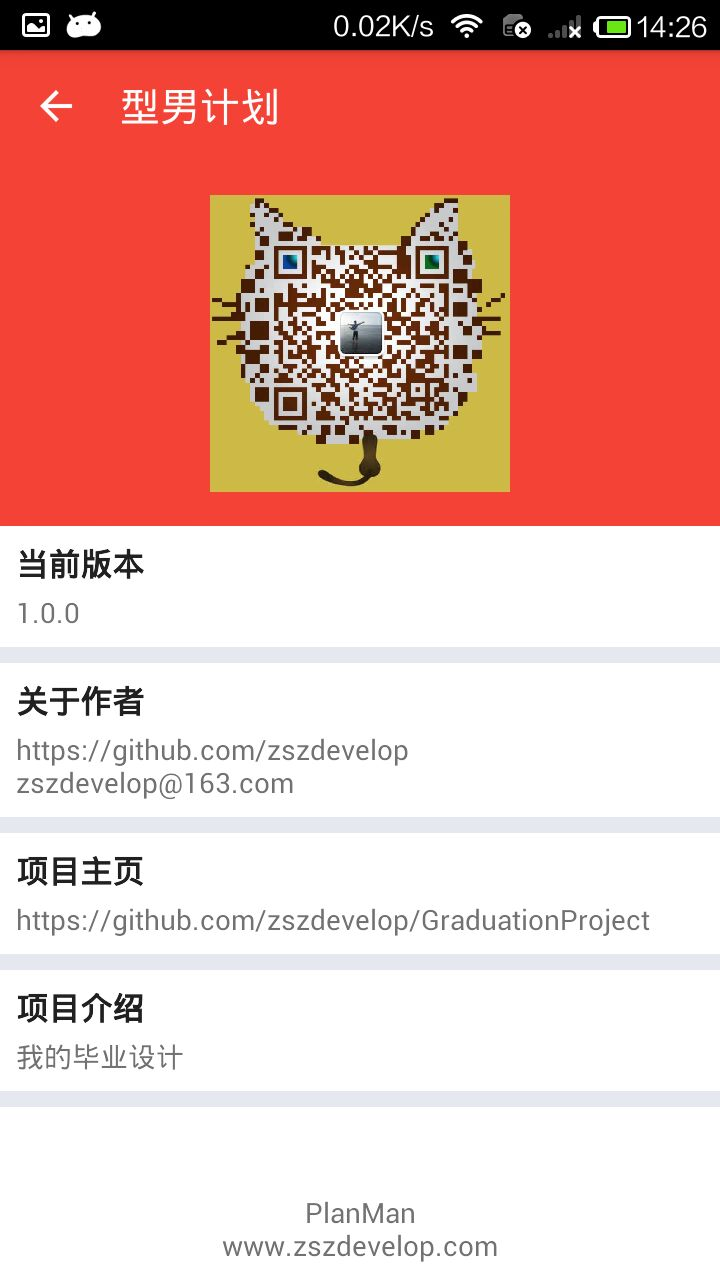 0.02K/s 14:26
型男计划
当前版本
1.0.0
关于作者
https://github.com/zszdevelop
zszdevelop@163.com
项目主页
https://github.com/zszdevelop/GraduationProject
项目介绍
我的毕业设计
PlanMan
www.zszdevelop.com